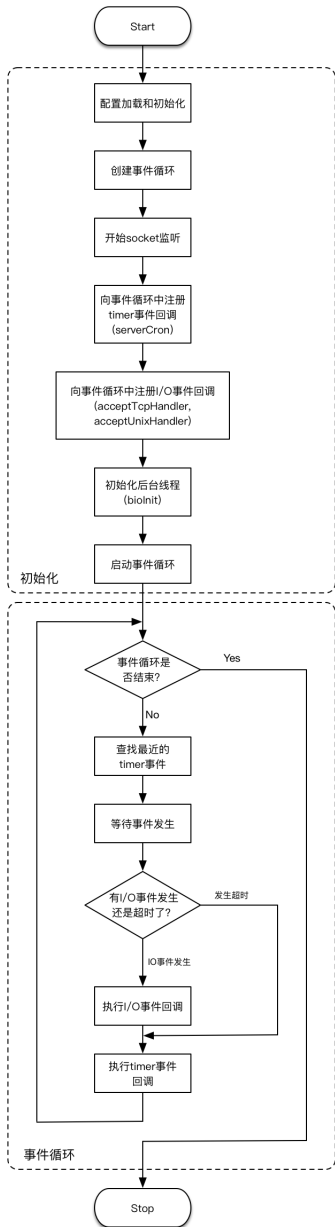 Start
配置加载和初始化
创建事件循环
开始socket监听
向事件循环中注册
timer事件回调
(serverCron)
向事件循环中注册I/O事件回调
(acceptTcpHandler,
acceptUnixHandler)
初始化后台线程
(bioInit)
启动事件循环
初始化
事件循环是
否结束?
Yes
No
查找最近的
timer事件
等待事件发生
有I/O事件发生
还是超时了?
发生超时
IO事件发生
执行I/O事件回调
执行timer事件
回调
事件循环
Stop